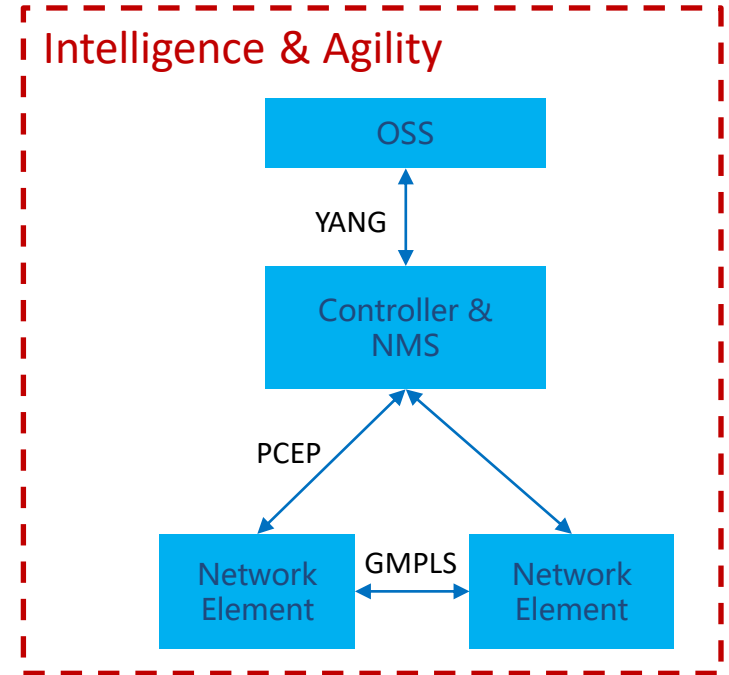 Intelligence & Agility
OSS
YANG
Controller &
NMS
PCEP
GMPLS
Network
Element
Network
Element